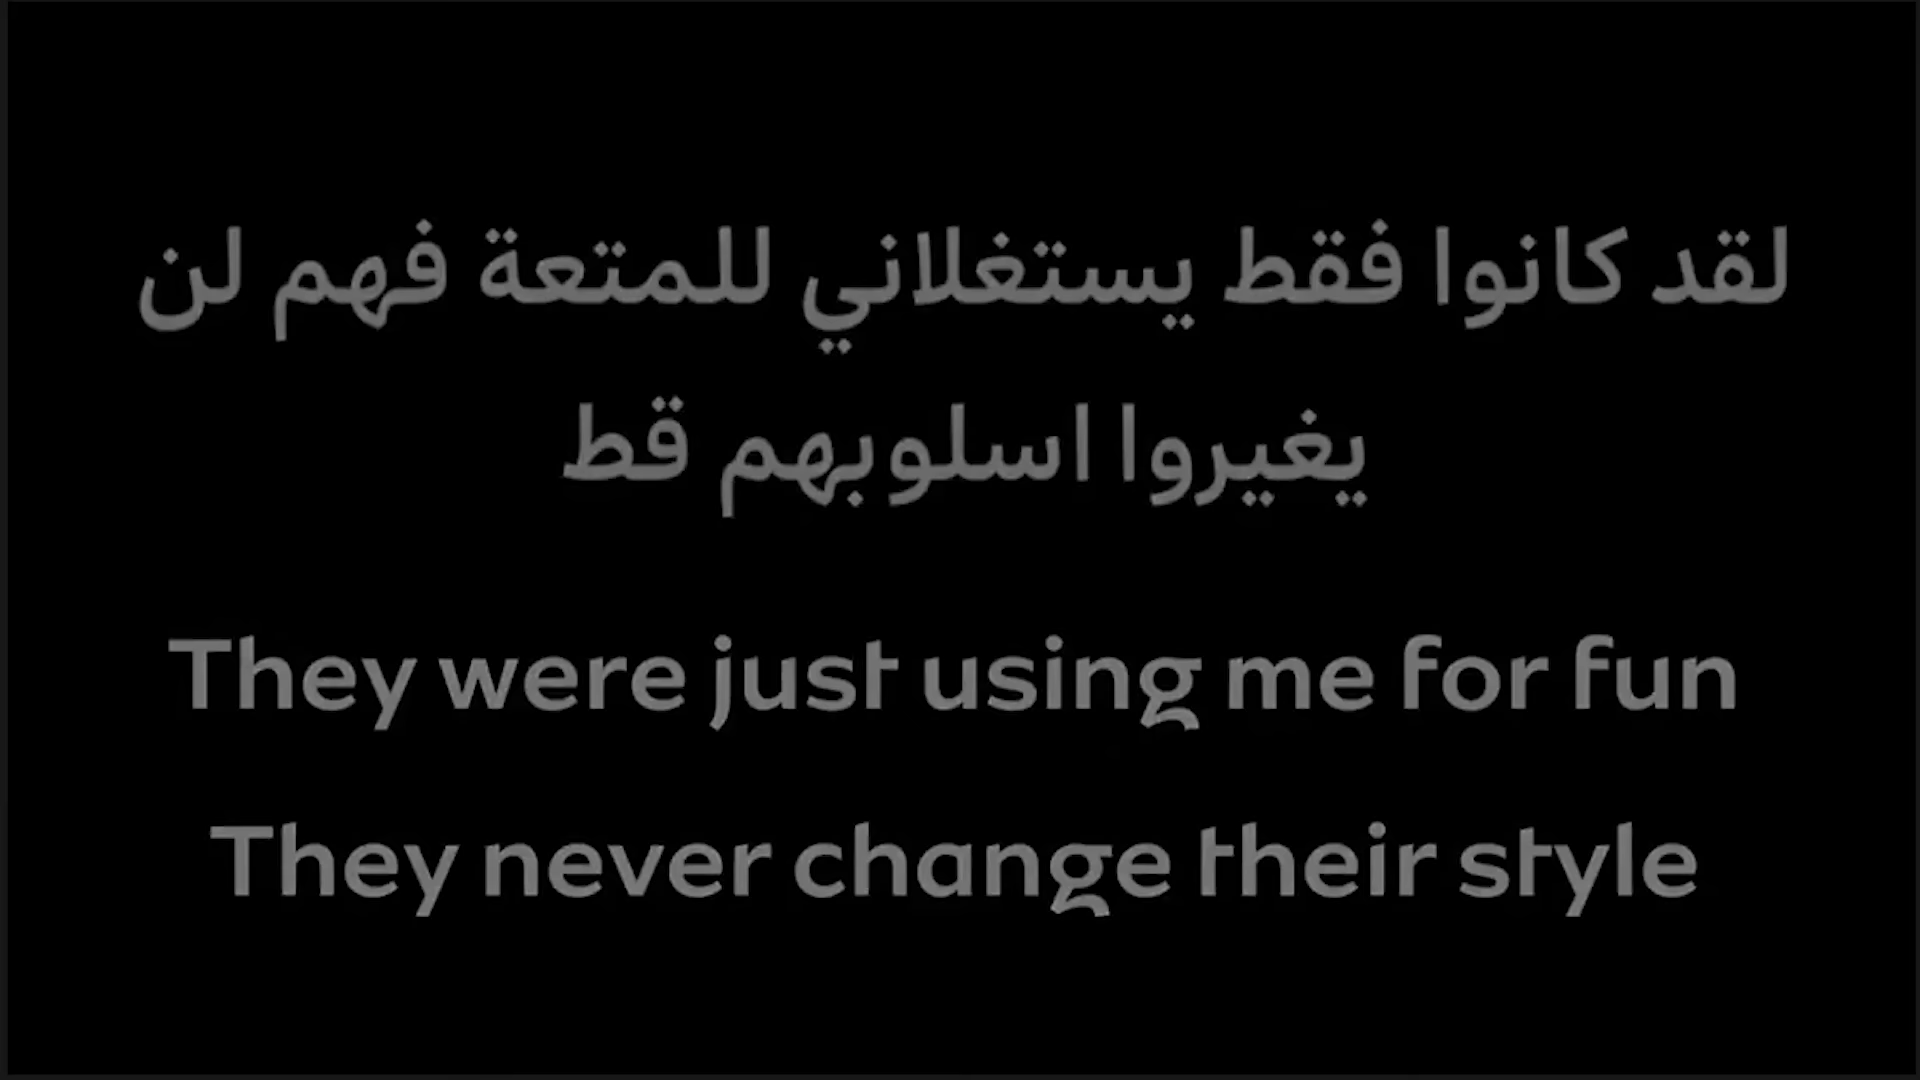 لقد كانوا فقط يستغلاني للمتعة فهم لن
يغيروا اسلوبهم قط
They were just using me for fun
They never change their style